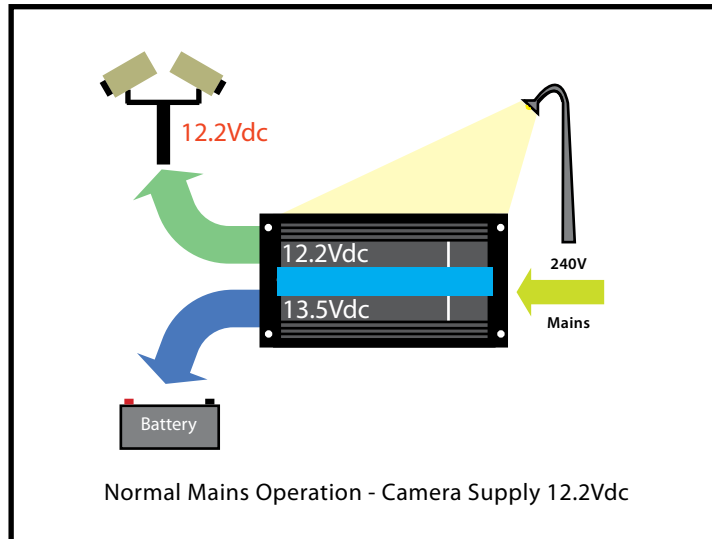 12.2Vdc
12.2Vdc
240V
13.5Vdc
Mains
Battery
Normal Mains Operation - Camera Supply 12.2Vdc